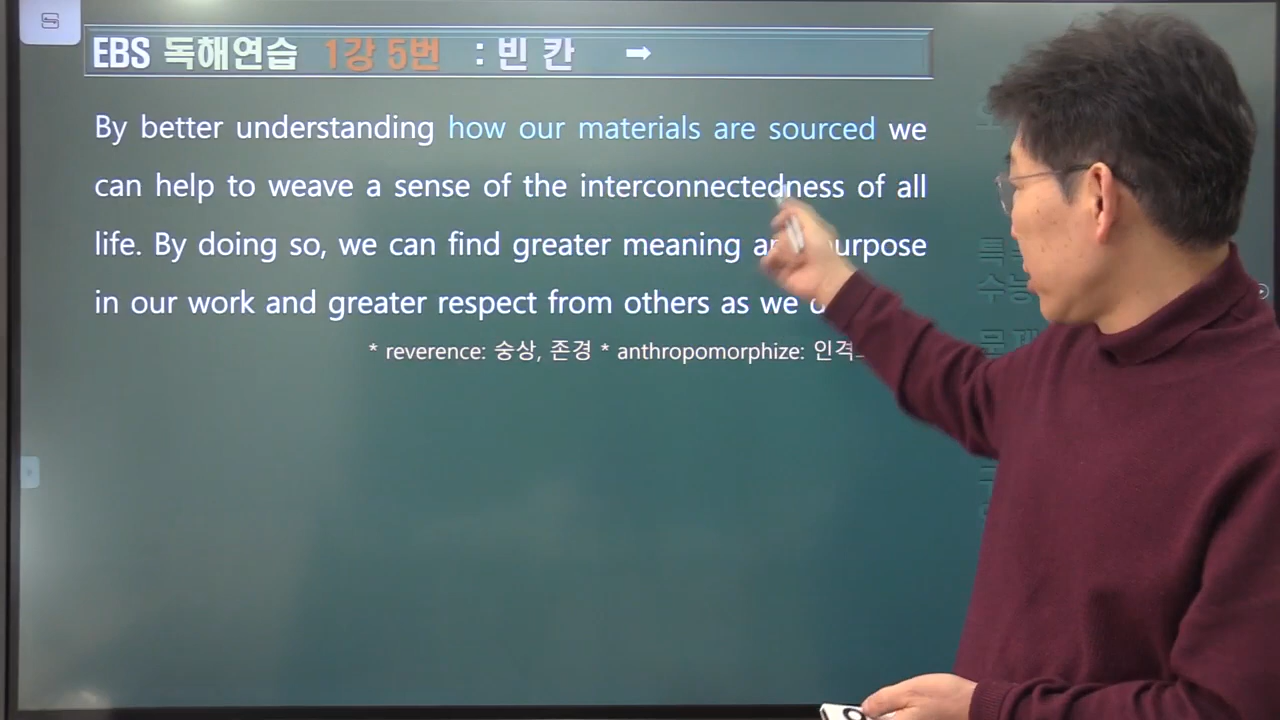 EBS 독해연습 1강 5번 : 빈 칸 ➡
By better understanding how our materials are sourced we
can help to weave a sense of the interconnectedness of all
life. By doing so, we can find greater meaning
in our work and greater respect from others as we
* reverence: 숭상, 존경 * anthropomorphize: